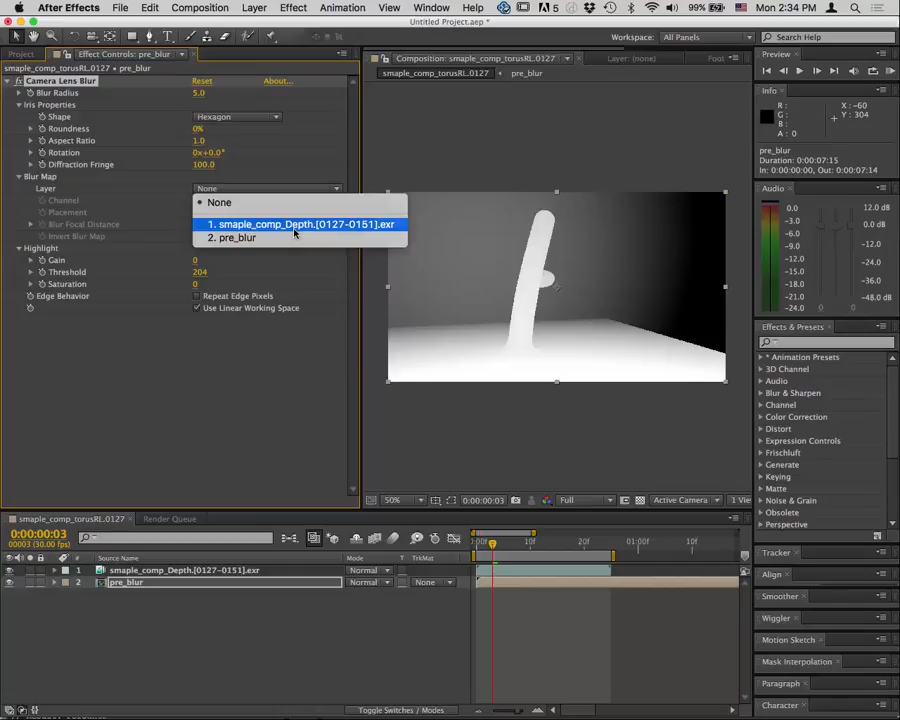 After Effects File Edit Composition Layer Effect Animation View Window Help 5 99% Mon 2:34 PM
Untitled Project.aep *
Workspace: All Panels Search Help
Project Effect Controls: pre_blur Composition: smaple_comp_torusRL.0127 Layer: (none) Foot Preview
smaple_comp_torusRL.0127 • pre_blur
smaple_comp_torusRL.0127 pre_blur
fx Camera Lens Blur Reset About...
Blur Radius 5.0
Iris Properties
Shape Hexagon
Roundness 0%
Aspect Ratio 1.0
Rotation 0x+0.0°
Diffraction Fringe 100.0
Blur Map
Layer None
Channel
Placement
Blur Focal Distance
Invert Blur Map
None
1. smaple_comp_Depth.[0127-0151].exr
2. pre_blur
Highlight
Gain 0
Threshold 204
Saturation 0
Edge Behavior Repeat Edge Pixels
Use Linear Working Space
50% 0:00:00:03 Full Active Camera 1 Vie
Info
R : X : -60
G : Y : 304
B :
A : 0
pre_blur
Duration: 0:00:07:15
In: 0:00:00:00, Out: 0:00:07:14
Audio
0.0 12.0 dB
-3.0
-6.0
-9.0
-12.0
-15.0
-18.0
-21.0
-24.0 -48.0 dB
Effects & Presets
* Animation Presets
3D Channel
Audio
Blur & Sharpen
Channel
Color Correction
Distort
Expression Controls
Frischluft
Generate
Keying
Matte
Noise & Grain
Obsolete
Perspective
Tracker
Align
Smoother
Wiggler
Motion Sketch
Mask Interpolation
Paragraph
Character
smaple_comp_torusRL.0127 Render Queue
0:00:00:03
00003 (30.00 fps)
# Source Name Mode T TrkMat
1 smaple_comp_Depth.[0127-0151].exr Normal
2 pre_blur Normal None
:00f 10f 20f 01:00f 10f
Toggle Switches / Modes